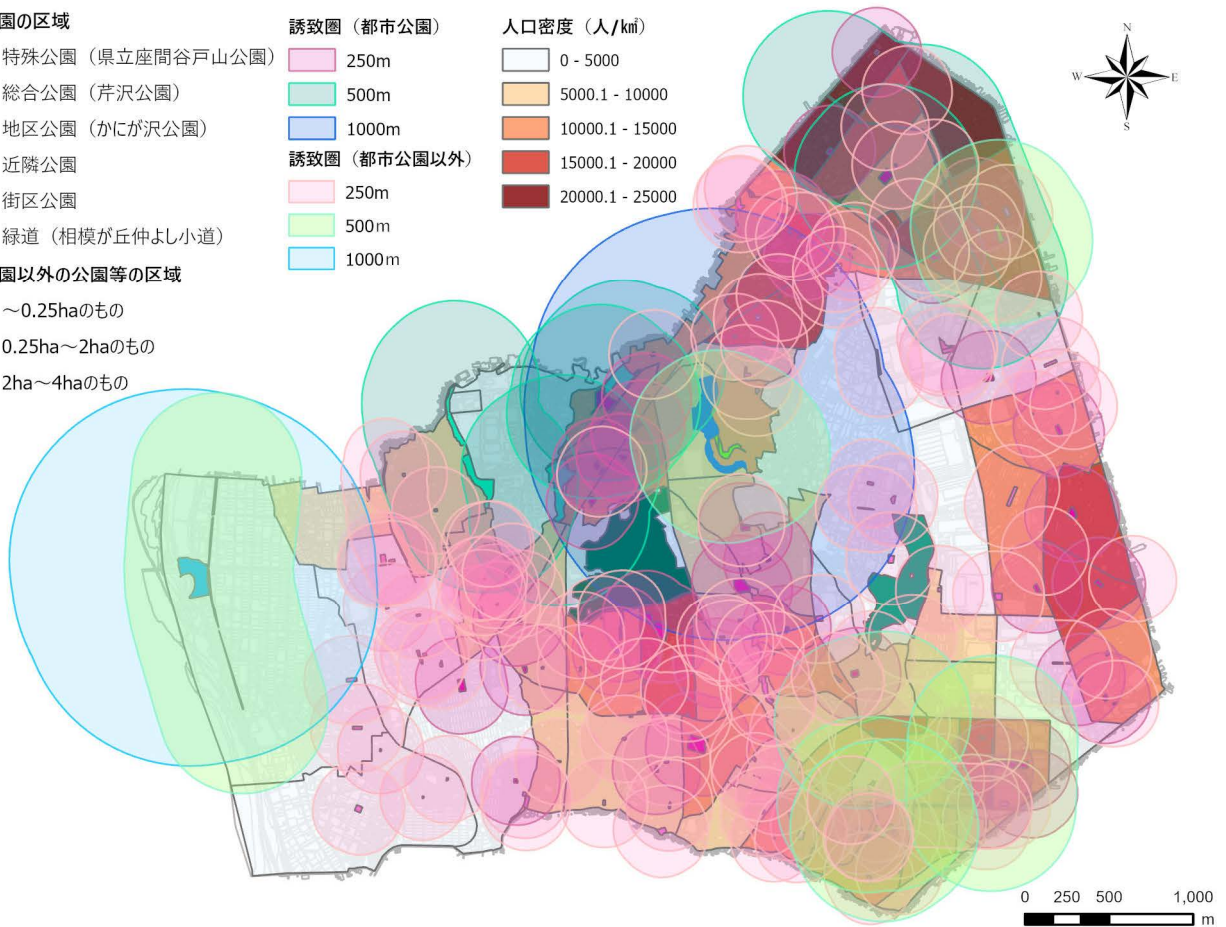 園の区域
特殊公園（県立座間谷戸山公園）
総合公園（芹沢公園）
地区公園（かにが沢公園）
近隣公園
街区公園
緑道（相模が丘仲よし小道）
園以外の公園等の区域
～0.25haのもの
0.25ha～2haのもの
2ha～4haのもの
誘致圏（都市公園）
250m
500m
1000m
誘致圏（都市公園以外）
250m
500m
1000m
人口密度（人/㎢）
0 - 5000
5000.1 - 10000
10000.1 - 15000
15000.1 - 20000
20000.1 - 25000
N
W E
S
0 250 500 1,000
m